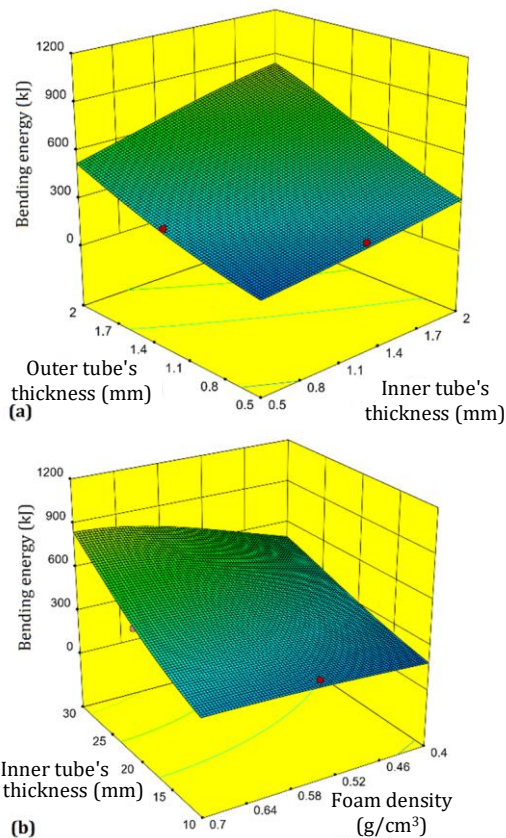 1200
900
600
300
0
Bending energy (kJ)
2
1.7
1.4
1.1
0.8
0.5
Outer tube's
thickness (mm)
2
1.7
1.4
1.1
0.8
0.5
Inner tube's
thickness (mm)
(a)
1200
900
600
300
0
Bending energy (kJ)
30
25
20
15
10
Inner tube's
thickness (mm)
0.4
0.46
0.52
0.58
0.64
0.7
Foam density
(g/cm³)
(b)